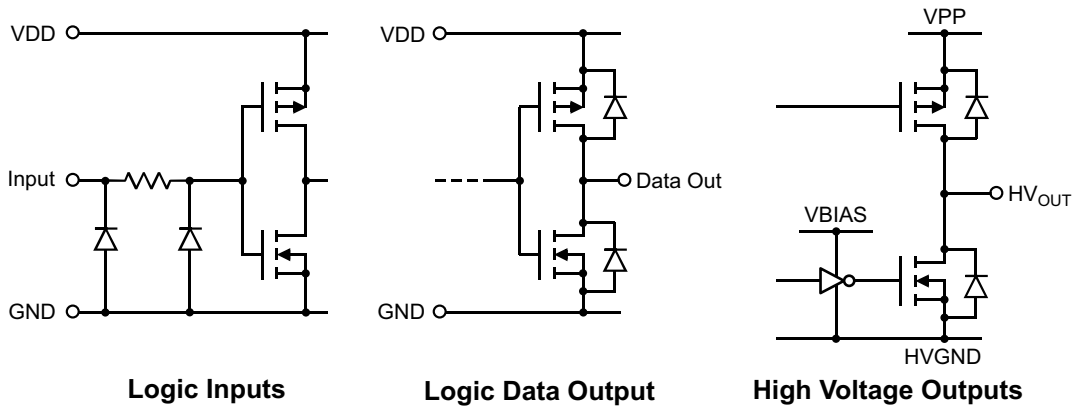 VDD
Input
GND
Logic Inputs
VDD
Data Out
GND
Logic Data Output
VPP
HVOUT
VBIAS
HVGND
High Voltage Outputs